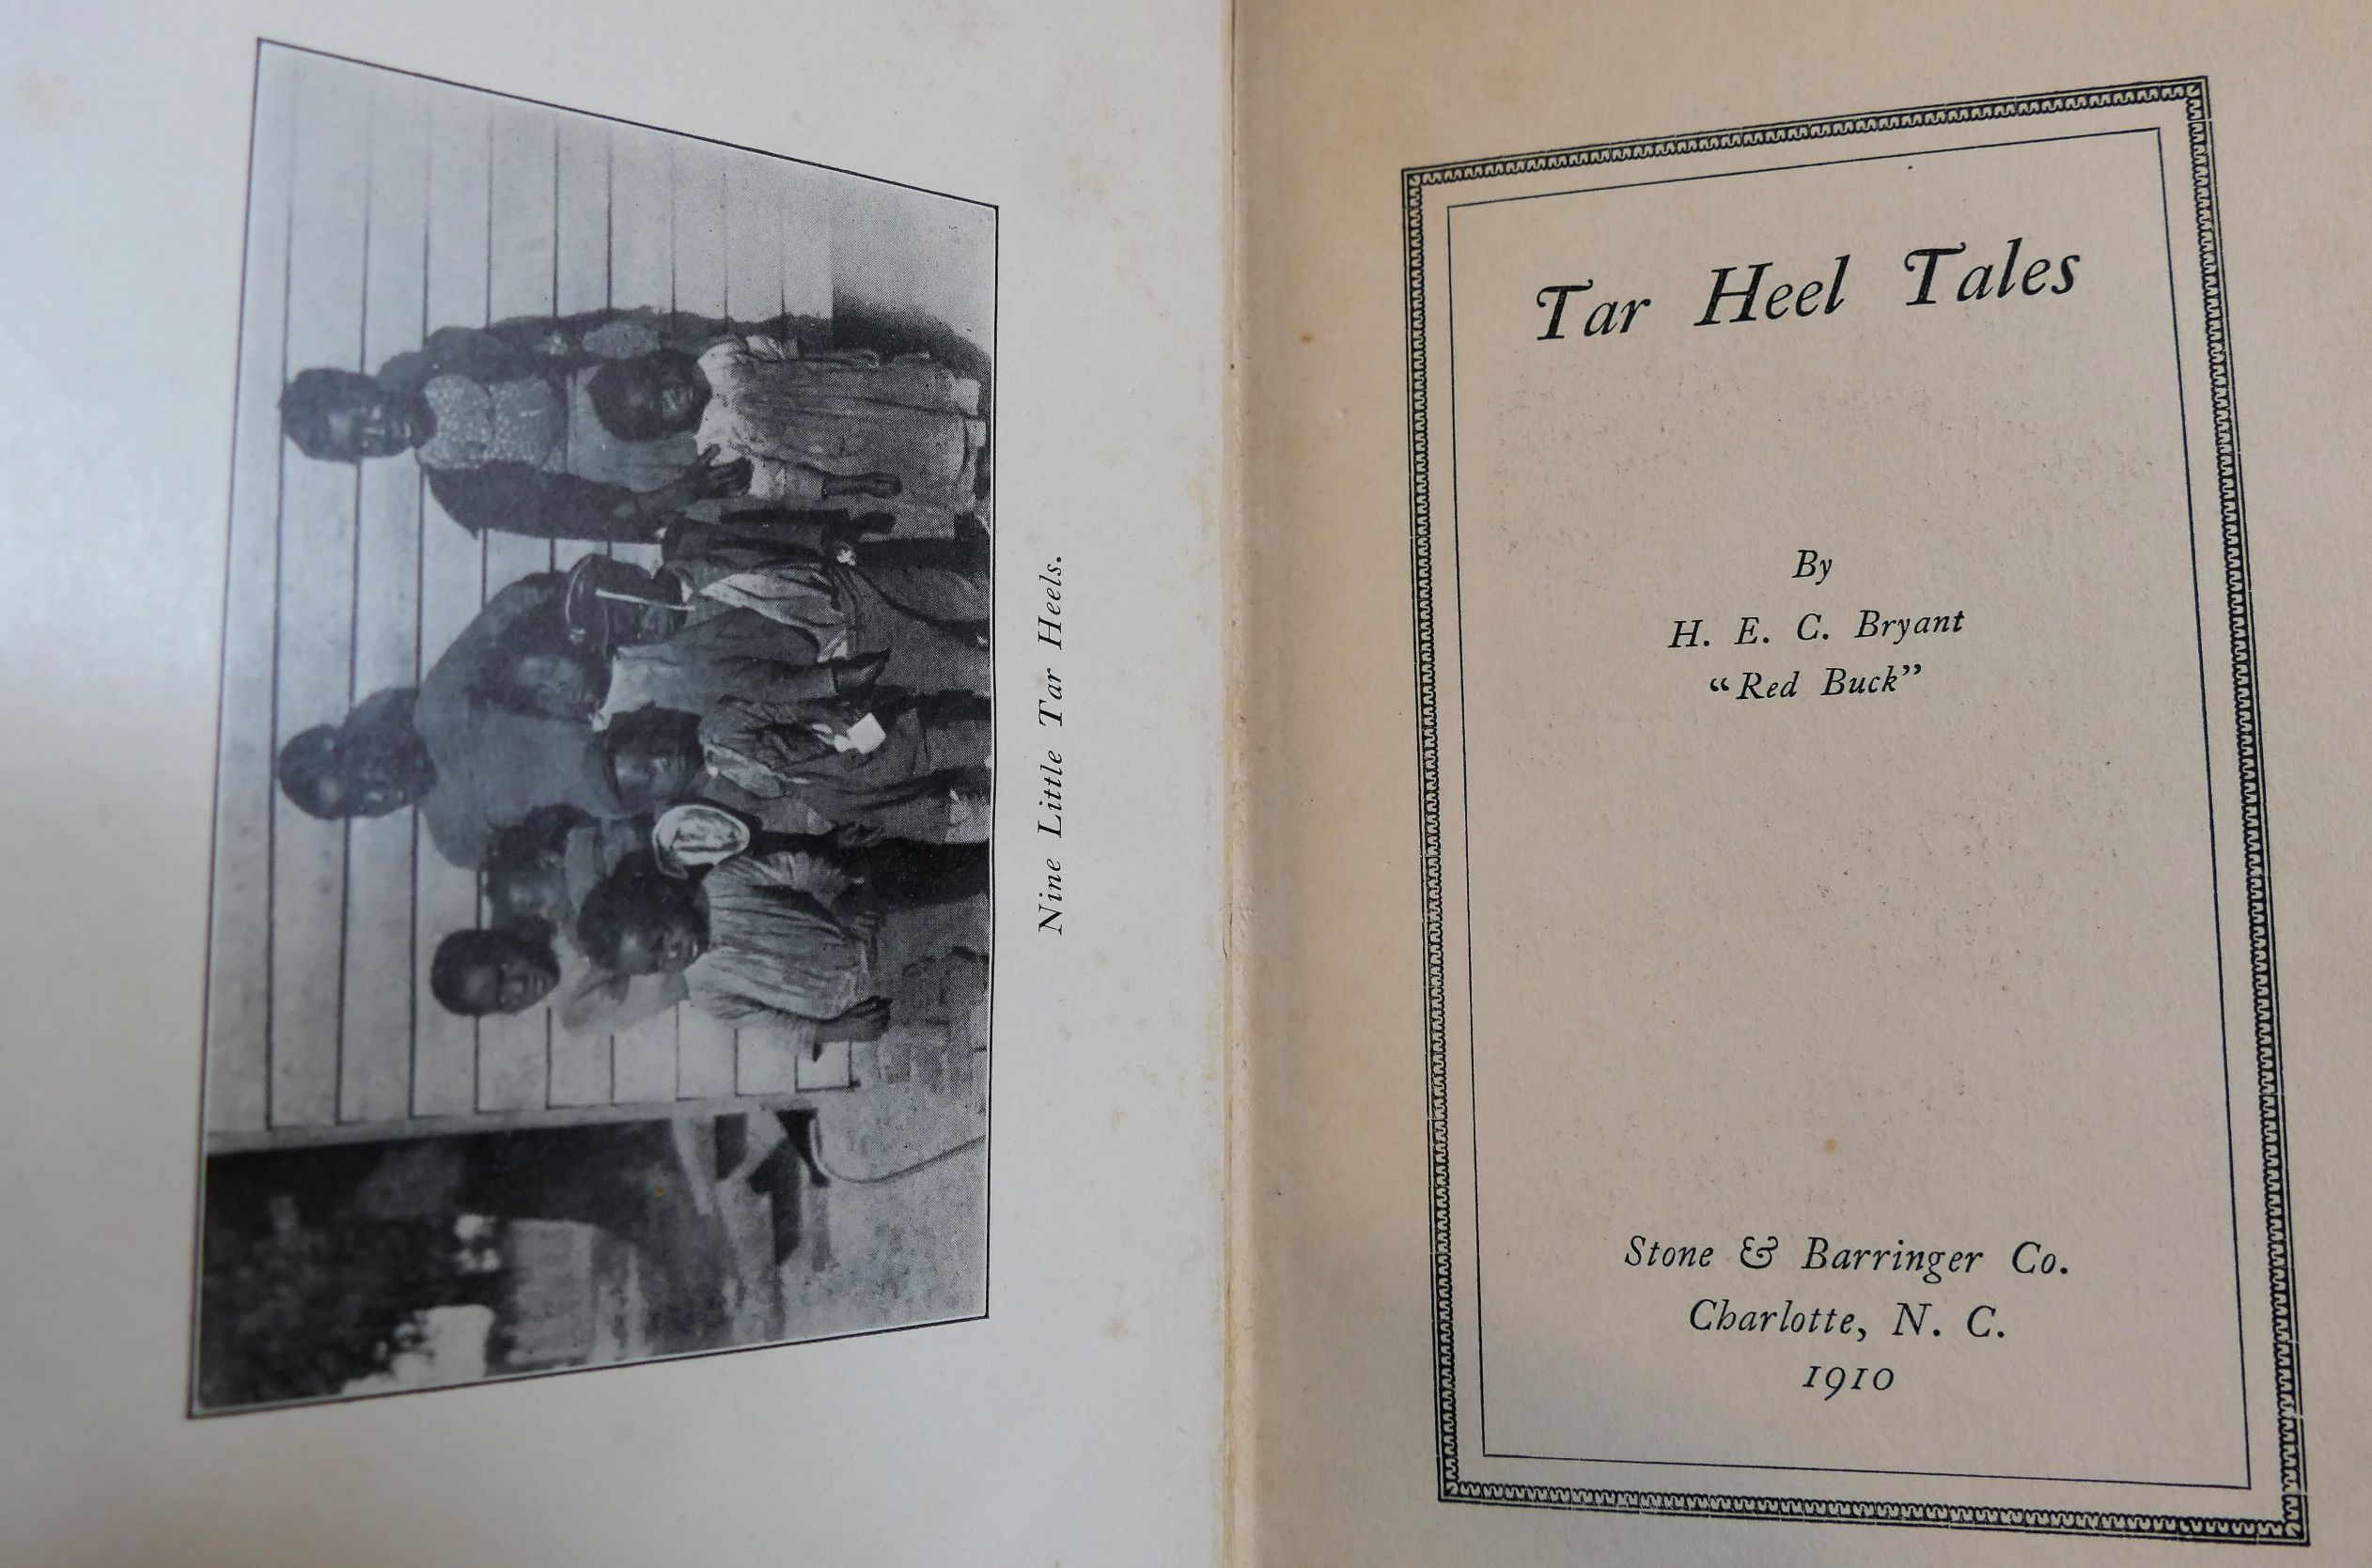 Nine Little Tar Heels.
Tar Heel Tales
By
H. E. C. Bryant
“Red Buck”
Stone & Barringer Co.
Charlotte, N. C.
1910